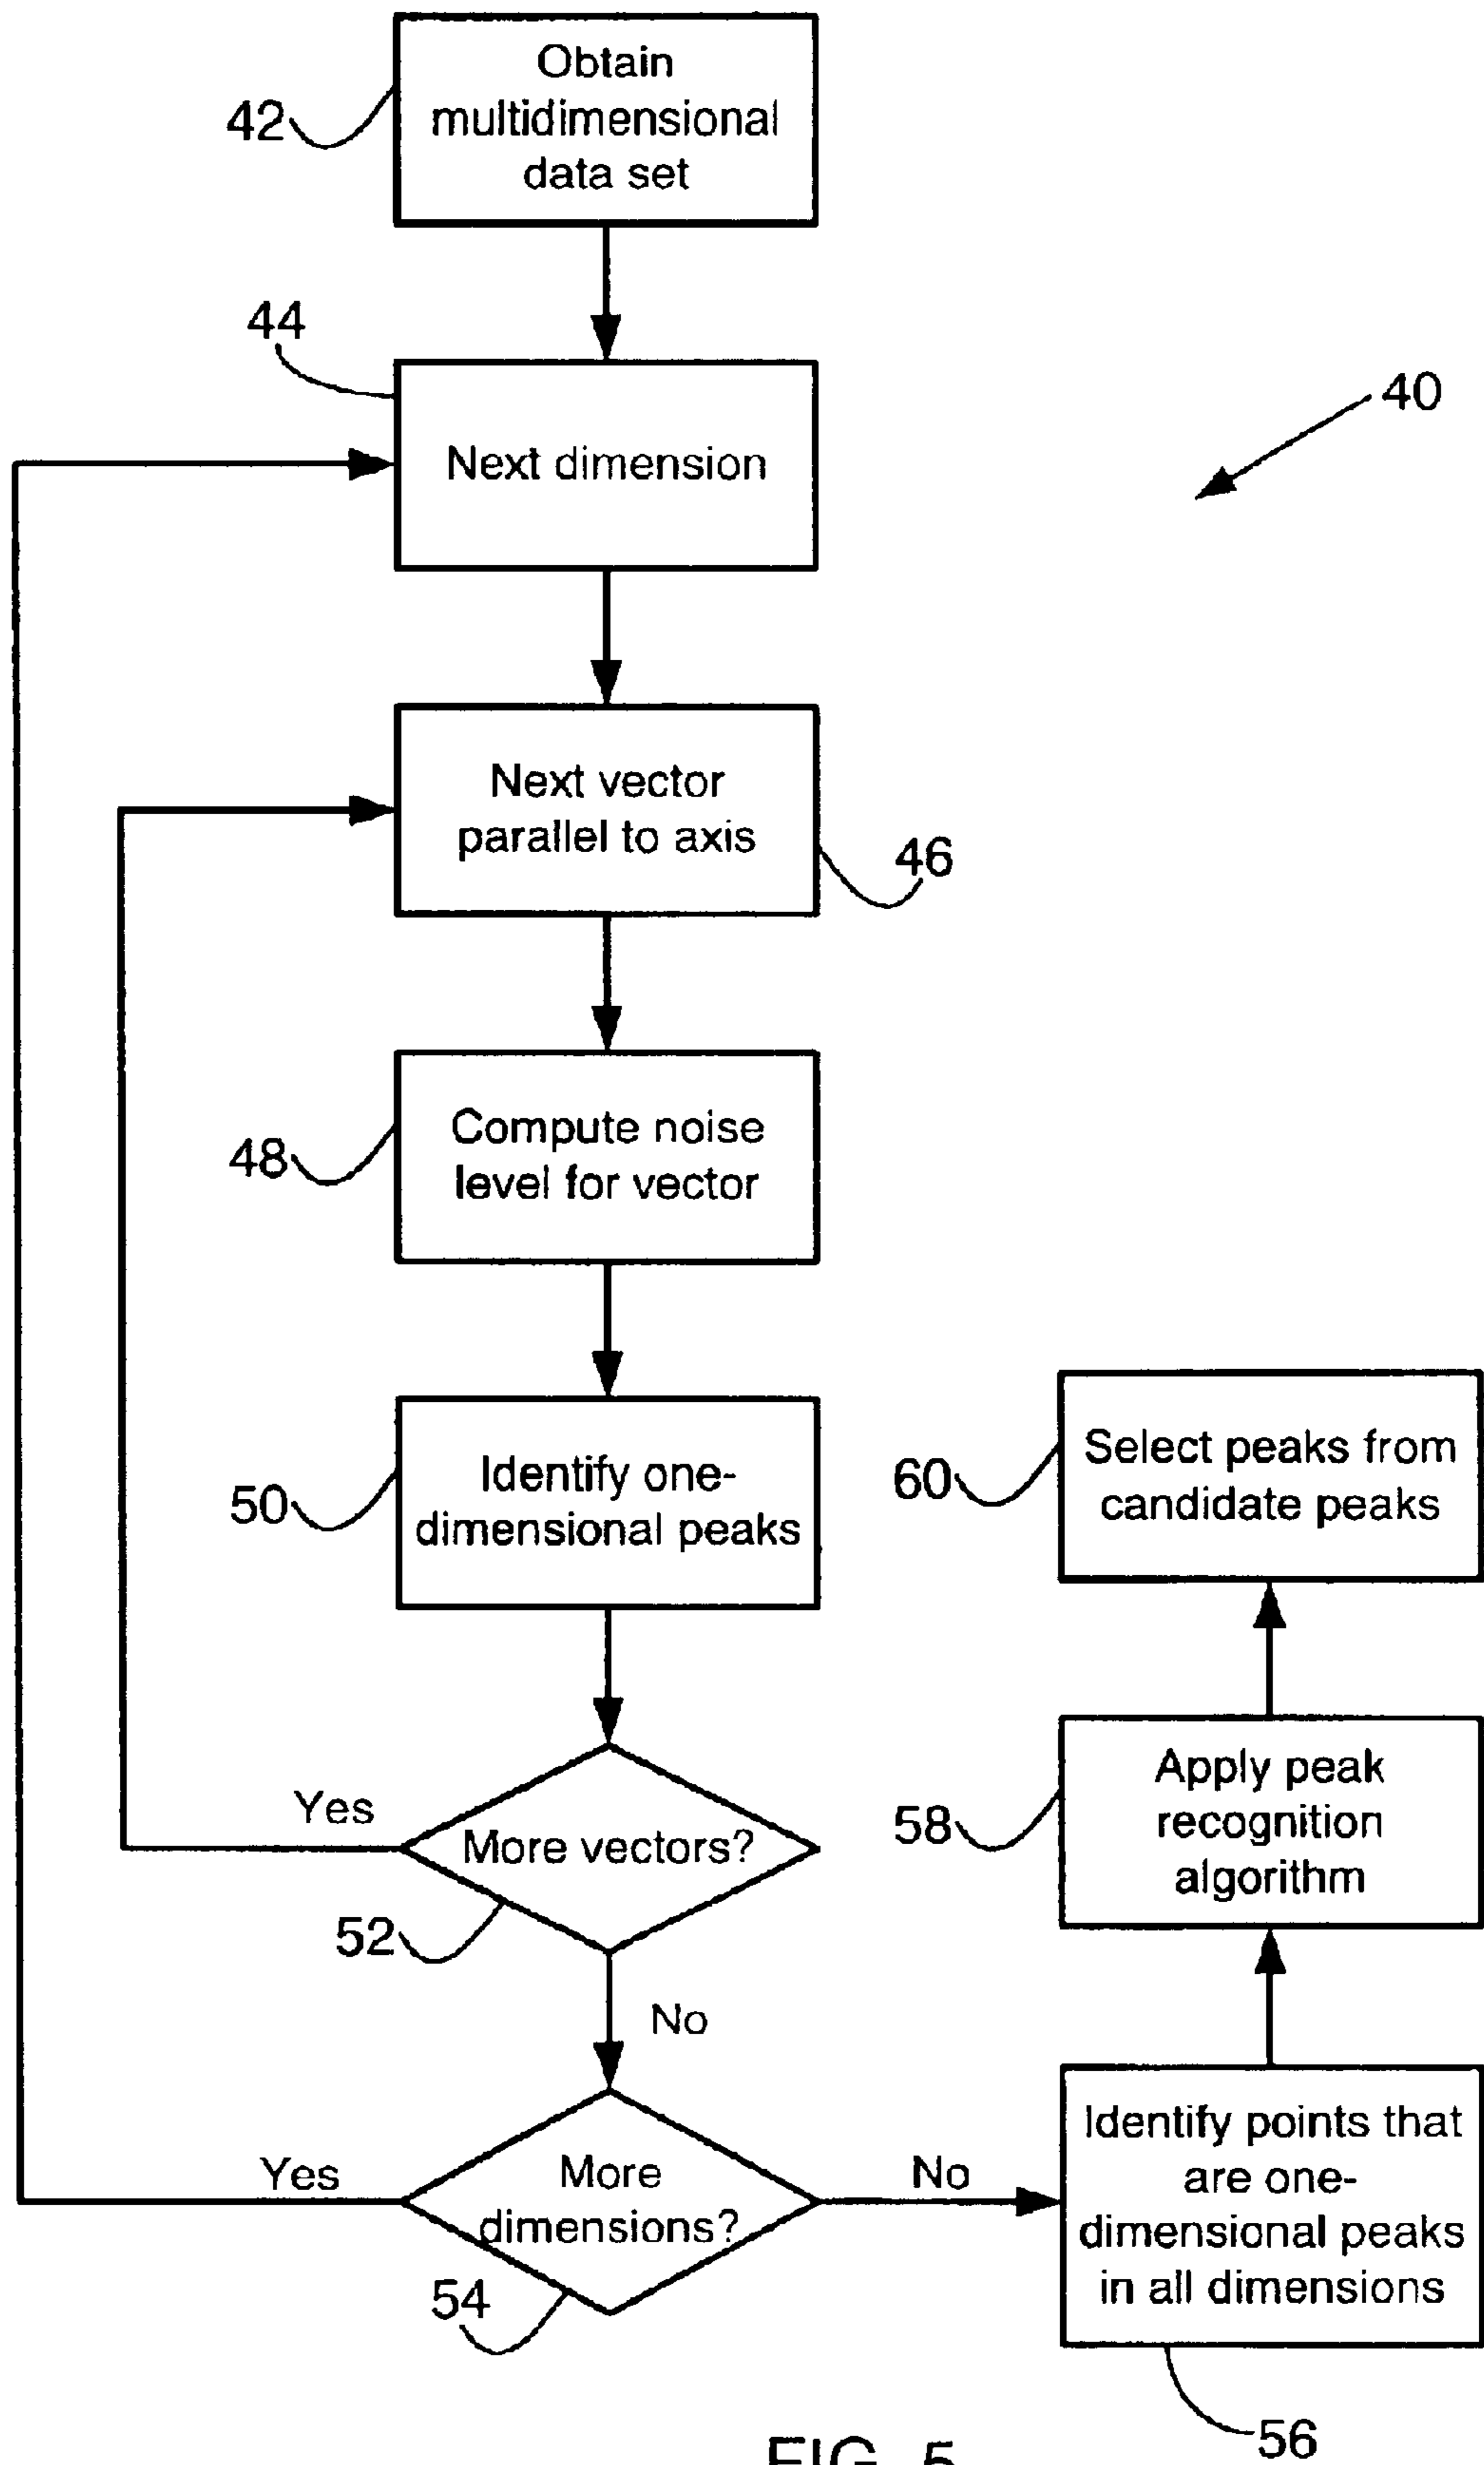 42
Obtain
multidimensional
data set
44
Next dimension
40
Next vector
parallel to axis
46
48
Compute noise
level for vector
50
Identify one-
dimensional peaks
Yes
More vectors?
52
No
Yes
More
dimensions?
54
No
Identify points that
are one-
dimensional peaks
in all dimensions
56
58
Apply peak
recognition
algorithm
60
Select peaks from
candidate peaks
FIG. 5